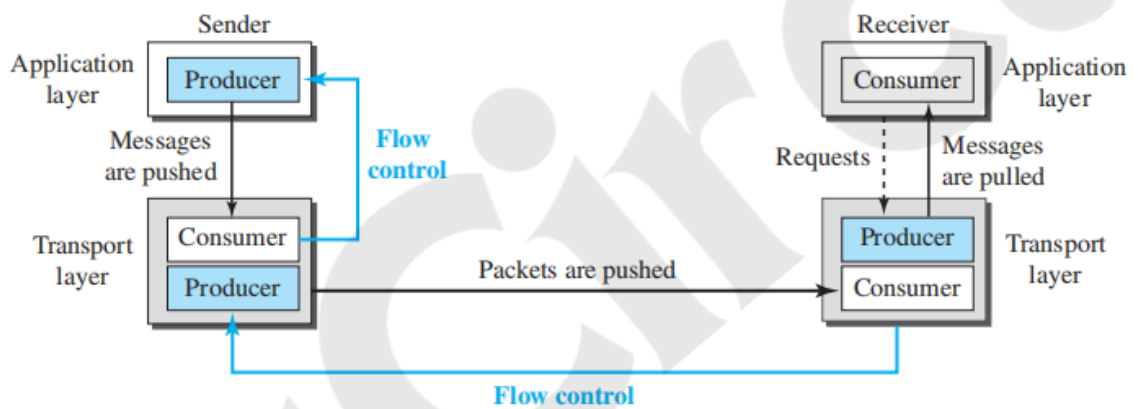 Sender
Receiver
Application
layer
Producer
Consumer
Application
layer
Messages
are pushed
Flow
control
Requests
Messages
are pulled
Transport
layer
Consumer
Producer
Packets are pushed
Producer
Consumer
Transport
layer
Flow control